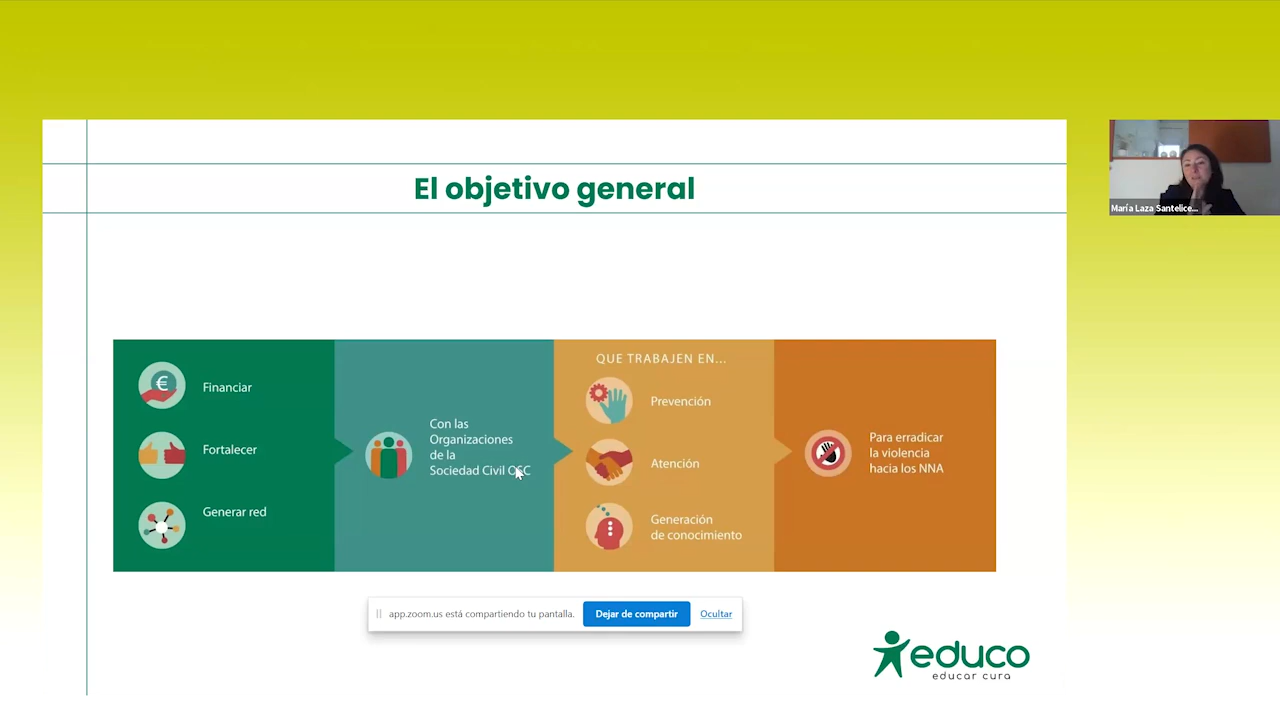 El objetivo general
María Laza Santelice...
Financiar
Fortalecer
Generar red
Con las
Organizaciones
de la
Sociedad Civil OSC
QUE TRABAJEN EN...
Prevención
Atención
Generación
de conocimiento
Para erradicar
la violencia
hacia los NNA
app.zoom.us está compartiendo tu pantalla.
Dejar de compartir
Ocultar
educo
educar cura